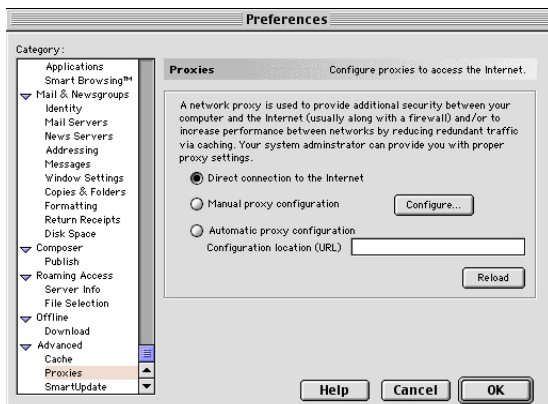 Preferences
Category:
Applications
Smart Browsing™
Mail & Newsgroups
Identity
Mail Servers
News Servers
Addressing
Messages
Window Settings
Copies & Folders
Formatting
Return Receipts
Disk Space
Composer
Publish
Roaming Access
Server Info
File Selection
Offline
Download
Advanced
Cache
Proxies
SmartUpdate
Proxies Configure proxies to access the Internet.
A network proxy is used to provide additional security between your
computer and the Internet (usually along with a firewall) and/or to
increase performance between networks by reducing redundant traffic
via caching. Your system adminstrator can provide you with proper
proxy settings.
Direct connection to the Internet
Manual proxy configuration Configure...
Automatic proxy configuration
Configuration location (URL)
Reload
Help Cancel OK